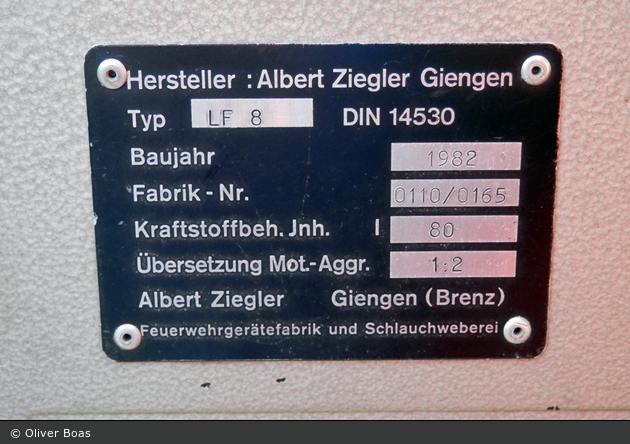 Hersteller : Albert Ziegler Giengen
Typ LF 8 DIN 14530
Baujahr 1982
Fabrik - Nr. 0110/0165
Kraftstoffbeh. Jnh. l 80
Übersetzung Mot.-Aggr. 1:2
Albert Ziegler Giengen (Brenz)
Feuerwehrgerätefabrik und Schlauchweberei
© Oliver Boas